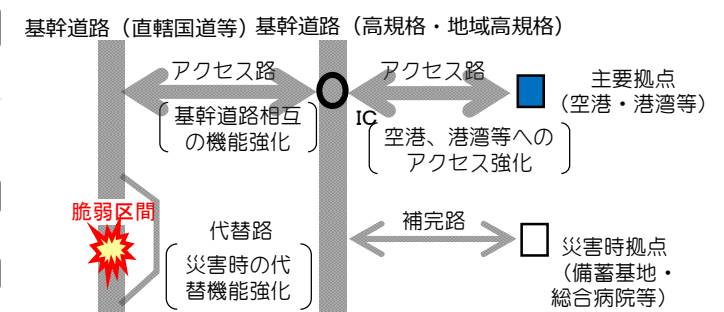 基幹道路（直轄国道等）基幹道路（高規格・地域高規格）
アクセス路
アクセス路
主要拠点
（空港・港湾等）
基幹道路相互
の機能強化
IC
空港、港湾等への
アクセス強化
脆弱区間
代替路
災害時の代
替機能強化
補完路
災害時拠点
（備蓄基地・
総合病院等）